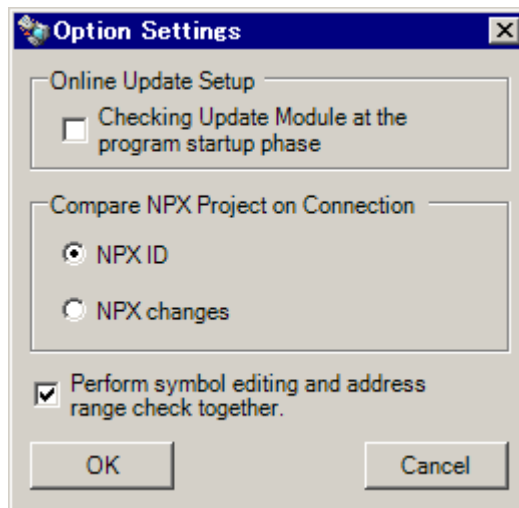 Option Settings
Online Update Setup
Checking Update Module at the
program startup phase
Compare NPX Project on Connection
NPX ID
NPX changes
Perform symbol editing and address
range check together.
OK
Cancel